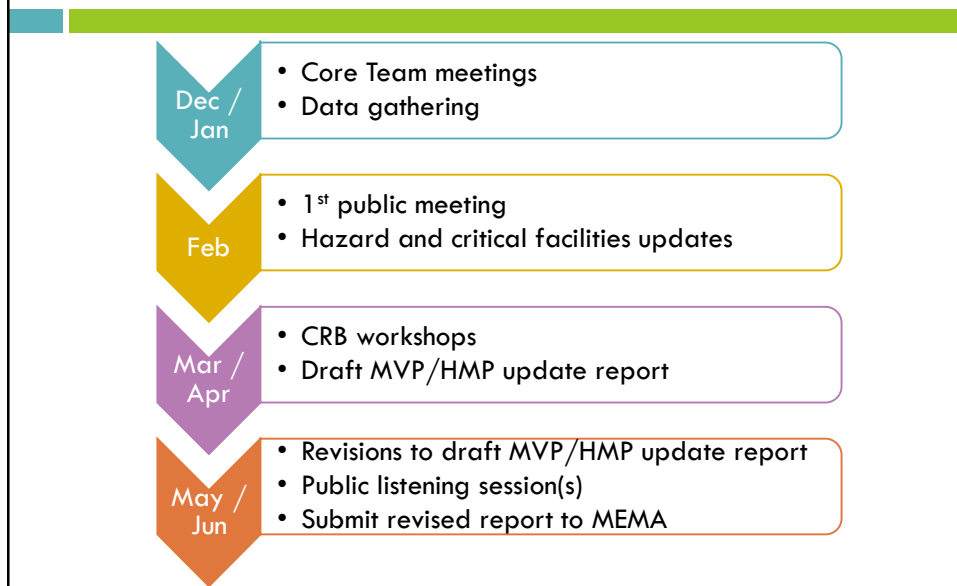 Dec /
Jan
• Core Team meetings
• Data gathering
Feb
• 1st public meeting
• Hazard and critical facilities updates
Mar /
Apr
• CRB workshops
• Draft MVP/HMP update report
May /
Jun
• Revisions to draft MVP/HMP update report
• Public listening session(s)
• Submit revised report to MEMA